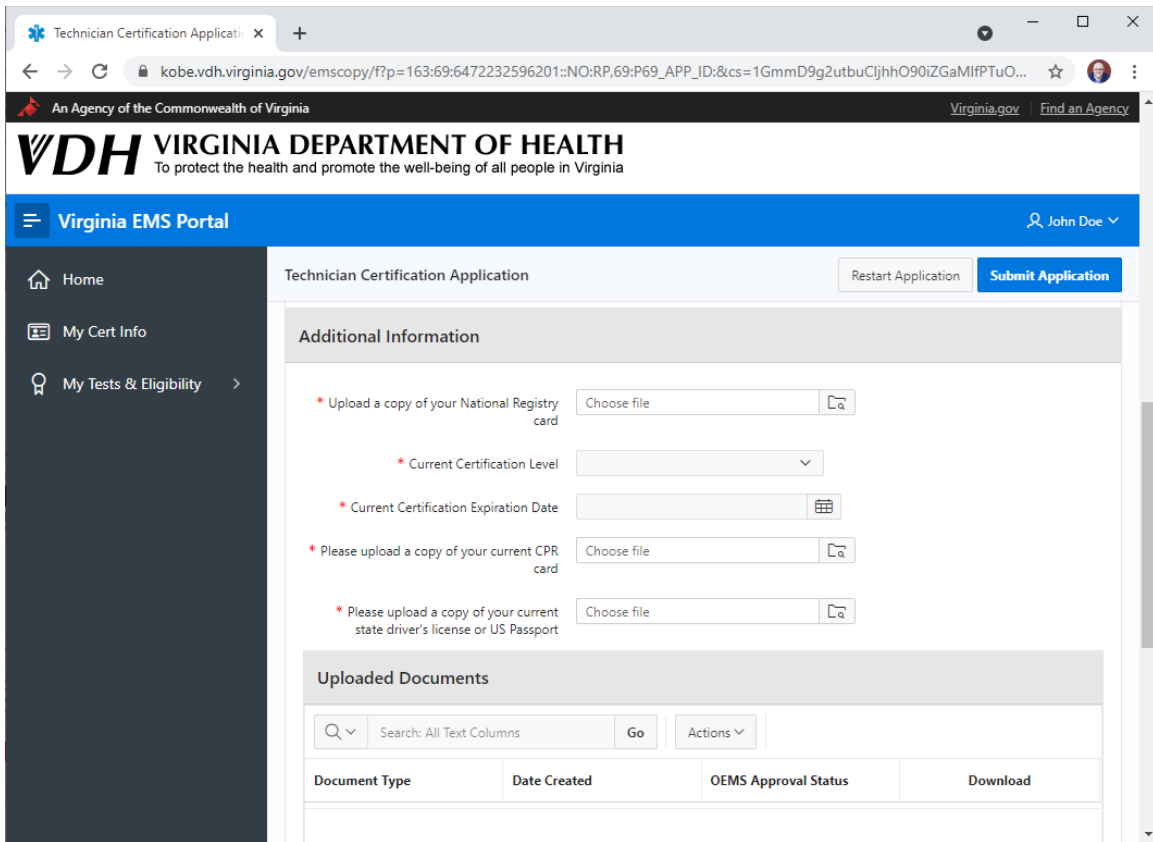 Technician Certification Applicatic
kobe.vdh.virginia.gov/emscopy/f?p=163:69:6472232596201::NO:RP,69:P69_APP_ID:&cs=1GmmD9g2utbuCljhhO90iZGaMlfPTuO...
An Agency of the Commonwealth of Virginia
Virginia.gov
Find an Agency
VDH VIRGINIA DEPARTMENT OF HEALTH
To protect the health and promote the well-being of all people in Virginia
Virginia EMS Portal
John Doe
Home
My Cert Info
My Tests & Eligibility
Technician Certification Application
Restart Application
Submit Application
Additional Information
* Upload a copy of your National Registry
card
Choose file
* Current Certification Level
* Current Certification Expiration Date
* Please upload a copy of your current CPR
card
Choose file
* Please upload a copy of your current
state driver's license or US Passport
Choose file
Uploaded Documents
Search: All Text Columns
Go
Actions
Document Type
Date Created
OEMS Approval Status
Download